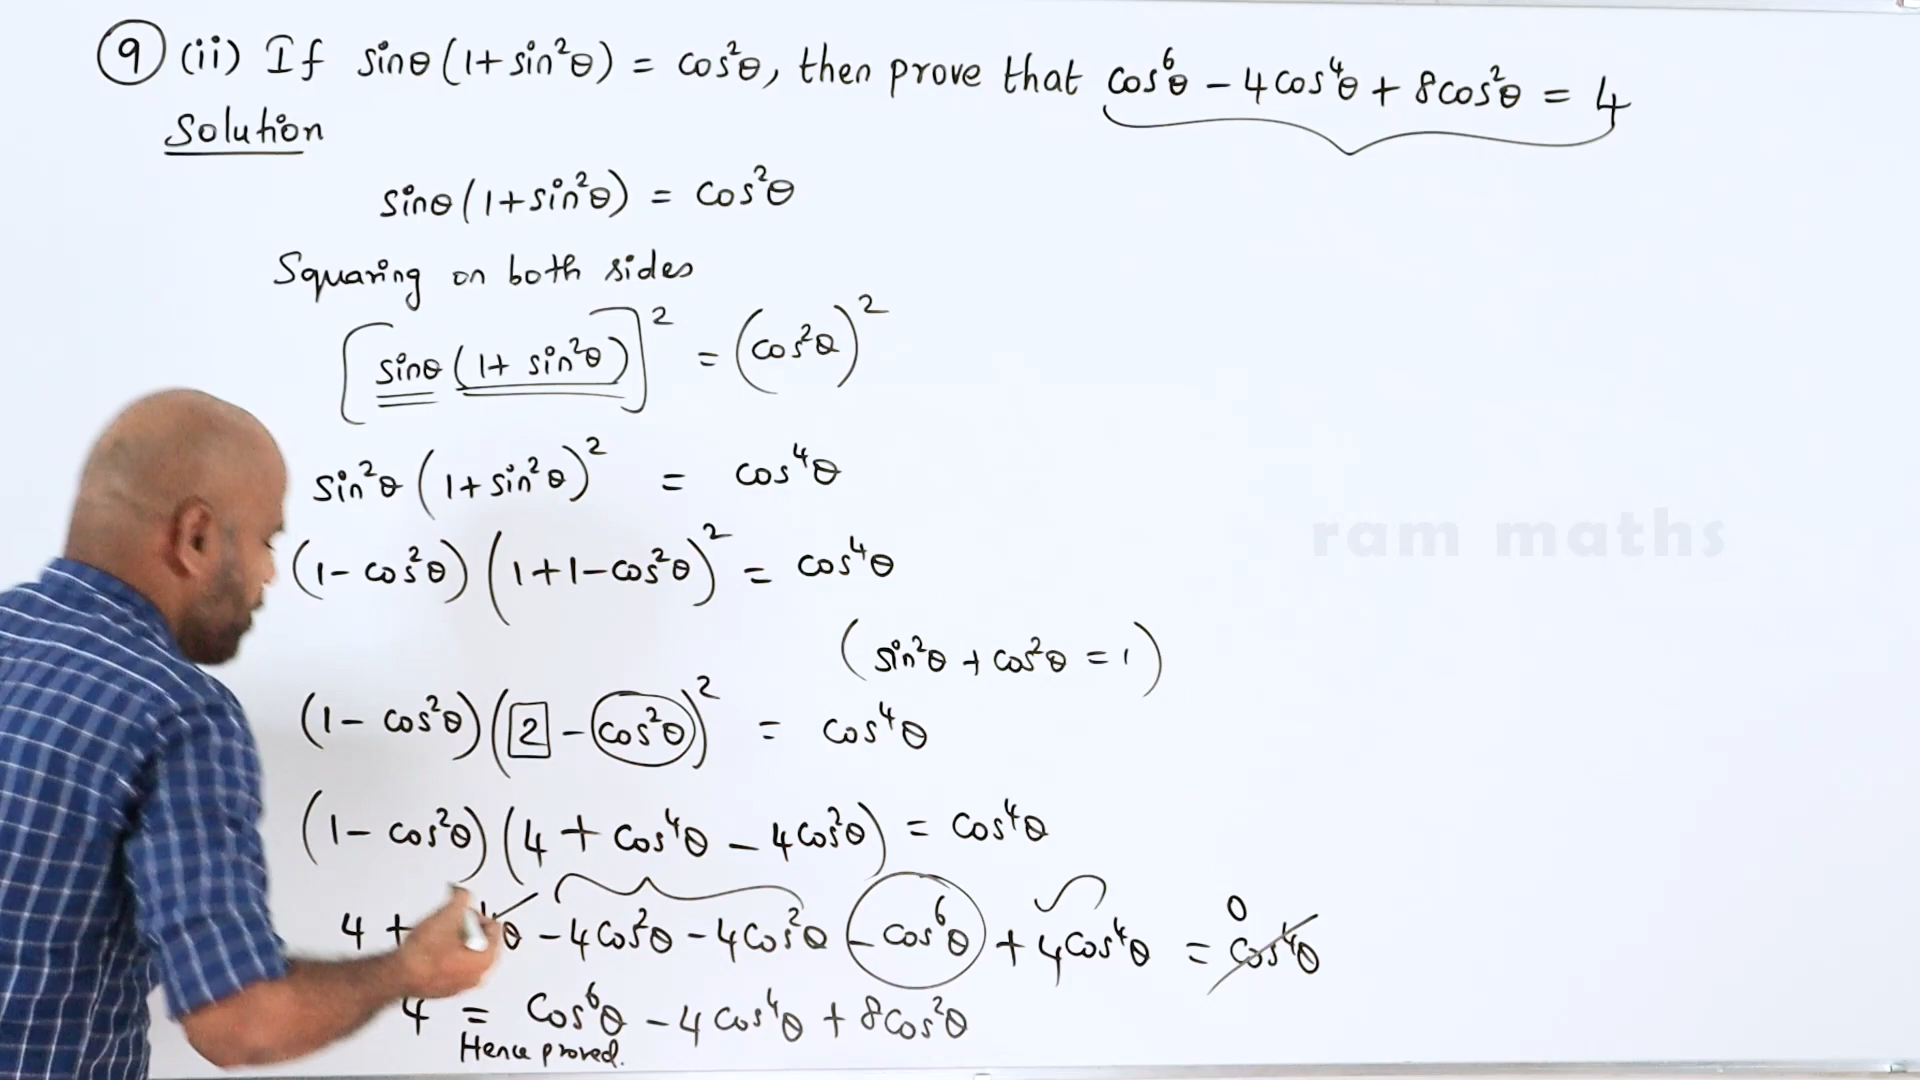 9 (ii) If sinθ(1+sin²θ) = cos²θ, then prove that cos⁶θ − 4cos⁴θ + 8cos²θ = 4
Solution
sinθ(1+sin²θ) = cos²θ
Squaring on both sides
[sinθ(1+ sin²θ)]² = (cos²θ)²
sin²θ(1+sin²θ)² = cos⁴θ
(1− cos²θ)(1+1−cos²θ)² = cos⁴θ
(sin²θ + cos²θ = 1)
(1− cos²θ)(2 − cos²θ)² = cos⁴θ
(1− cos²θ)(4 + cos⁴θ − 4cos²θ) = cos⁴θ
4 + θ − 4cos²θ − 4cos²θ − cos⁶θ + 4cos⁴θ = cos⁴θ 0
4 = cos⁶θ − 4cos⁴θ + 8cos²θ
Hence proved.
ram maths